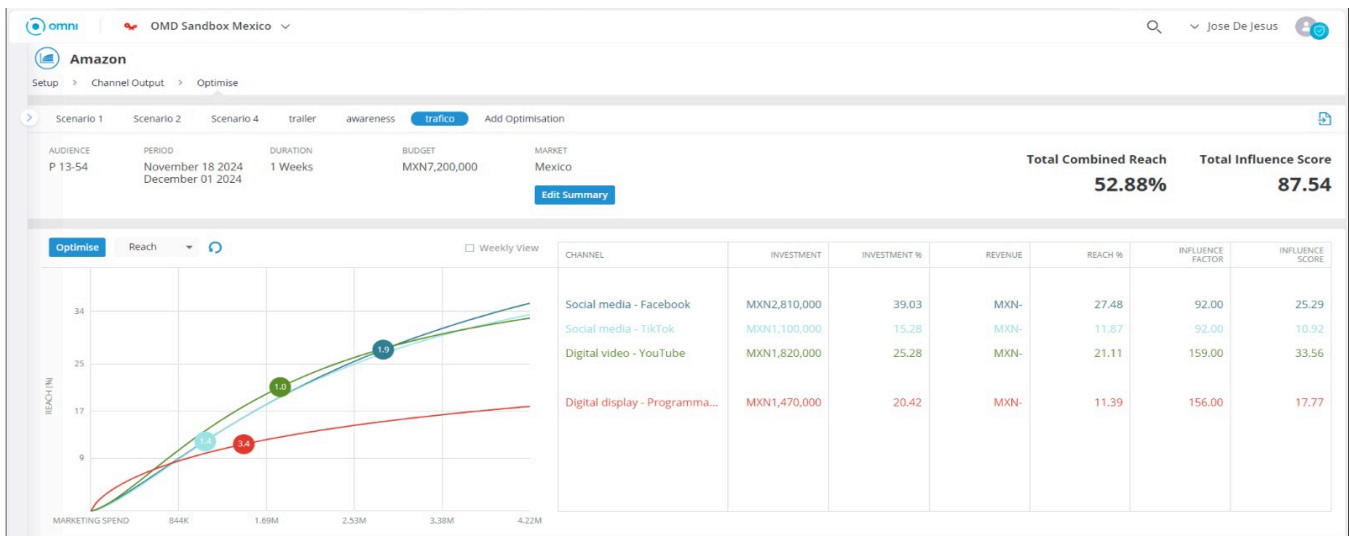 omni
OMD Sandbox Mexico
Jose De Jesus
Amazon
Setup > Channel Output > Optimise
Scenario 1 Scenario 2 Scenario 4 trailer awareness trafico Add Optimisation
AUDIENCE PERIOD DURATION BUDGET MARKET
P 13-54 November 18 2024 1 Weeks MXN7,200,000 Mexico
December 01 2024
Edit Summary
Total Combined Reach Total Influence Score
52.88% 87.54
Optimise Reach Weekly View
CHANNEL INVESTMENT INVESTMENT % REVENUE REACH % INFLUENCE FACTOR INFLUENCE SCORE
Social media - Facebook MXN2,810,000 39.03 MXN- 27.48 92.00 25.29
Social media - TikTok MXN1,100,000 15.28 MXN- 11.87 92.00 10.92
Digital video - YouTube MXN1,820,000 25.28 MXN- 21.11 159.00 33.56
Digital display - Programma... MXN1,470,000 20.42 MXN- 11.39 156.00 17.77
REACH (%)
34
25
17
9
1.9
1.0
1.4
3.4
MARKETING SPEND 844K 1.69M 2.53M 3.38M 4.22M